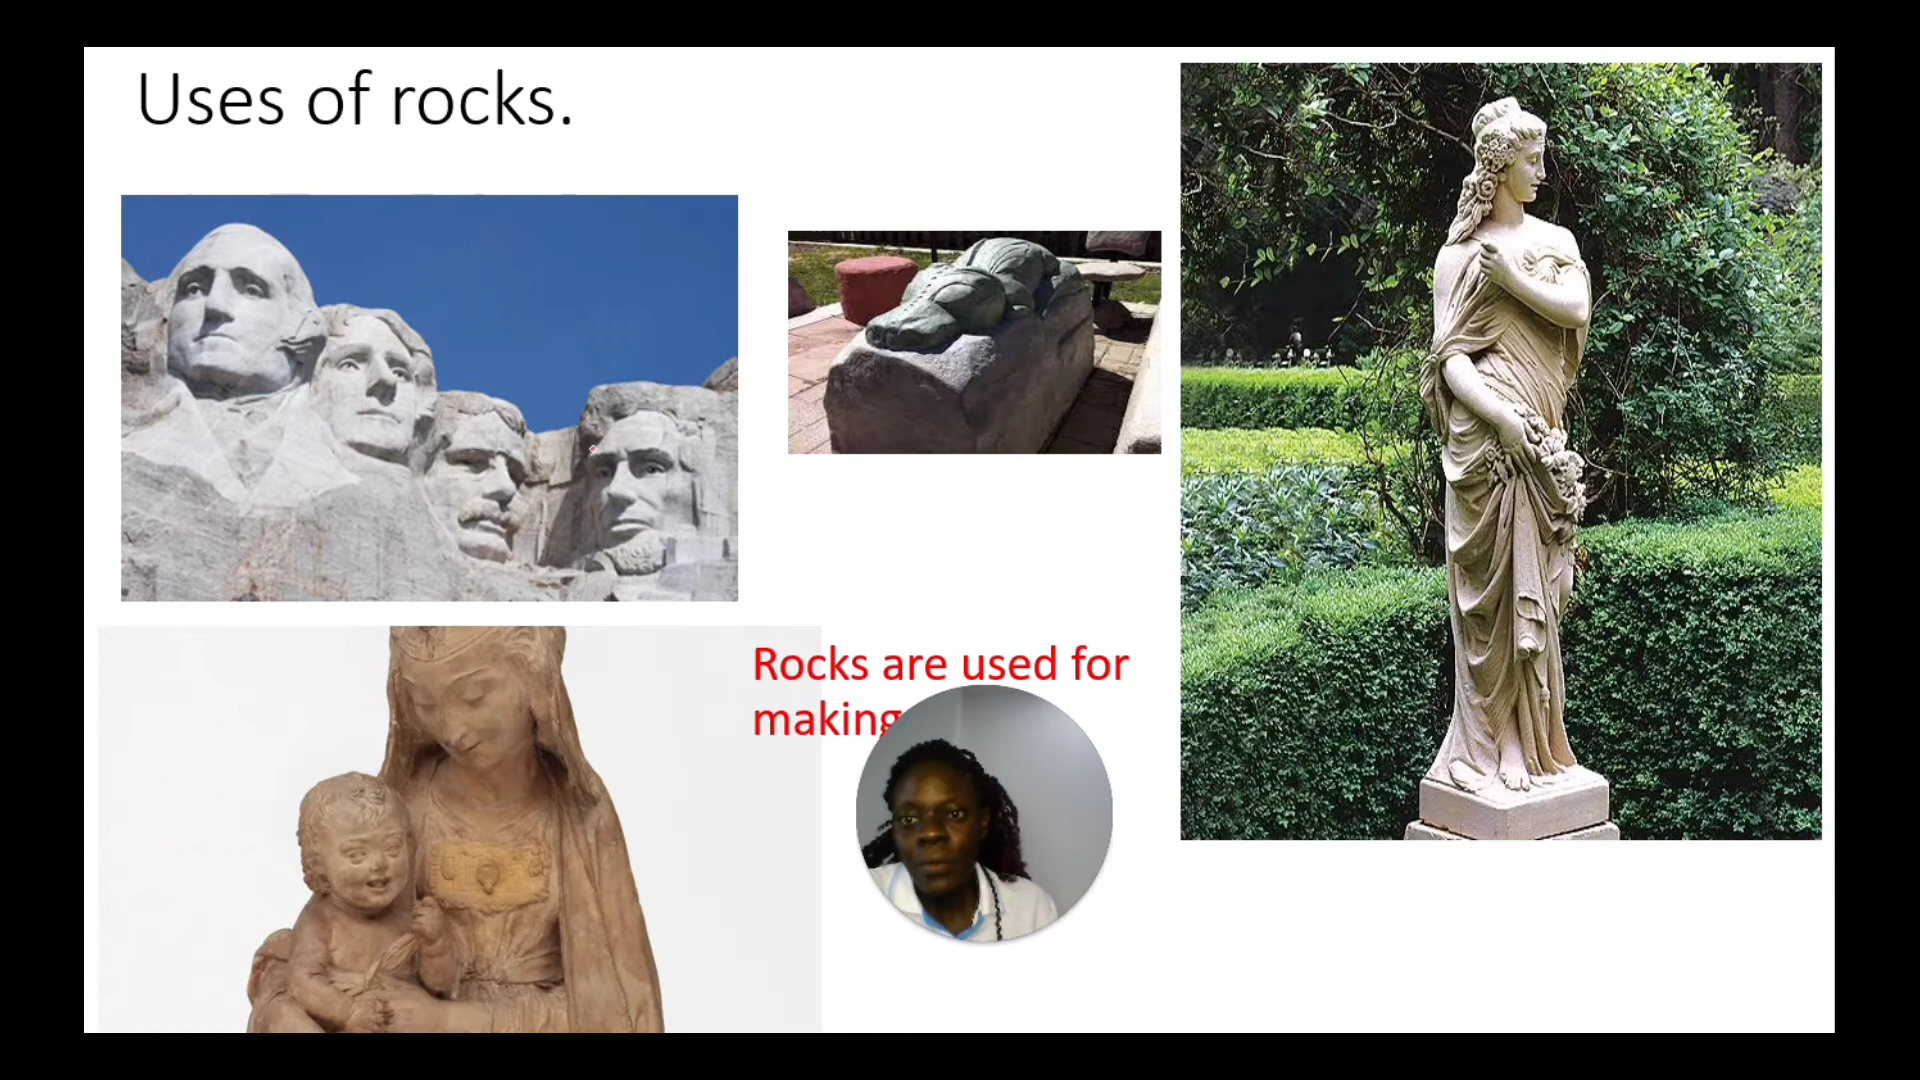 Uses of rocks.
Rocks are used for
making